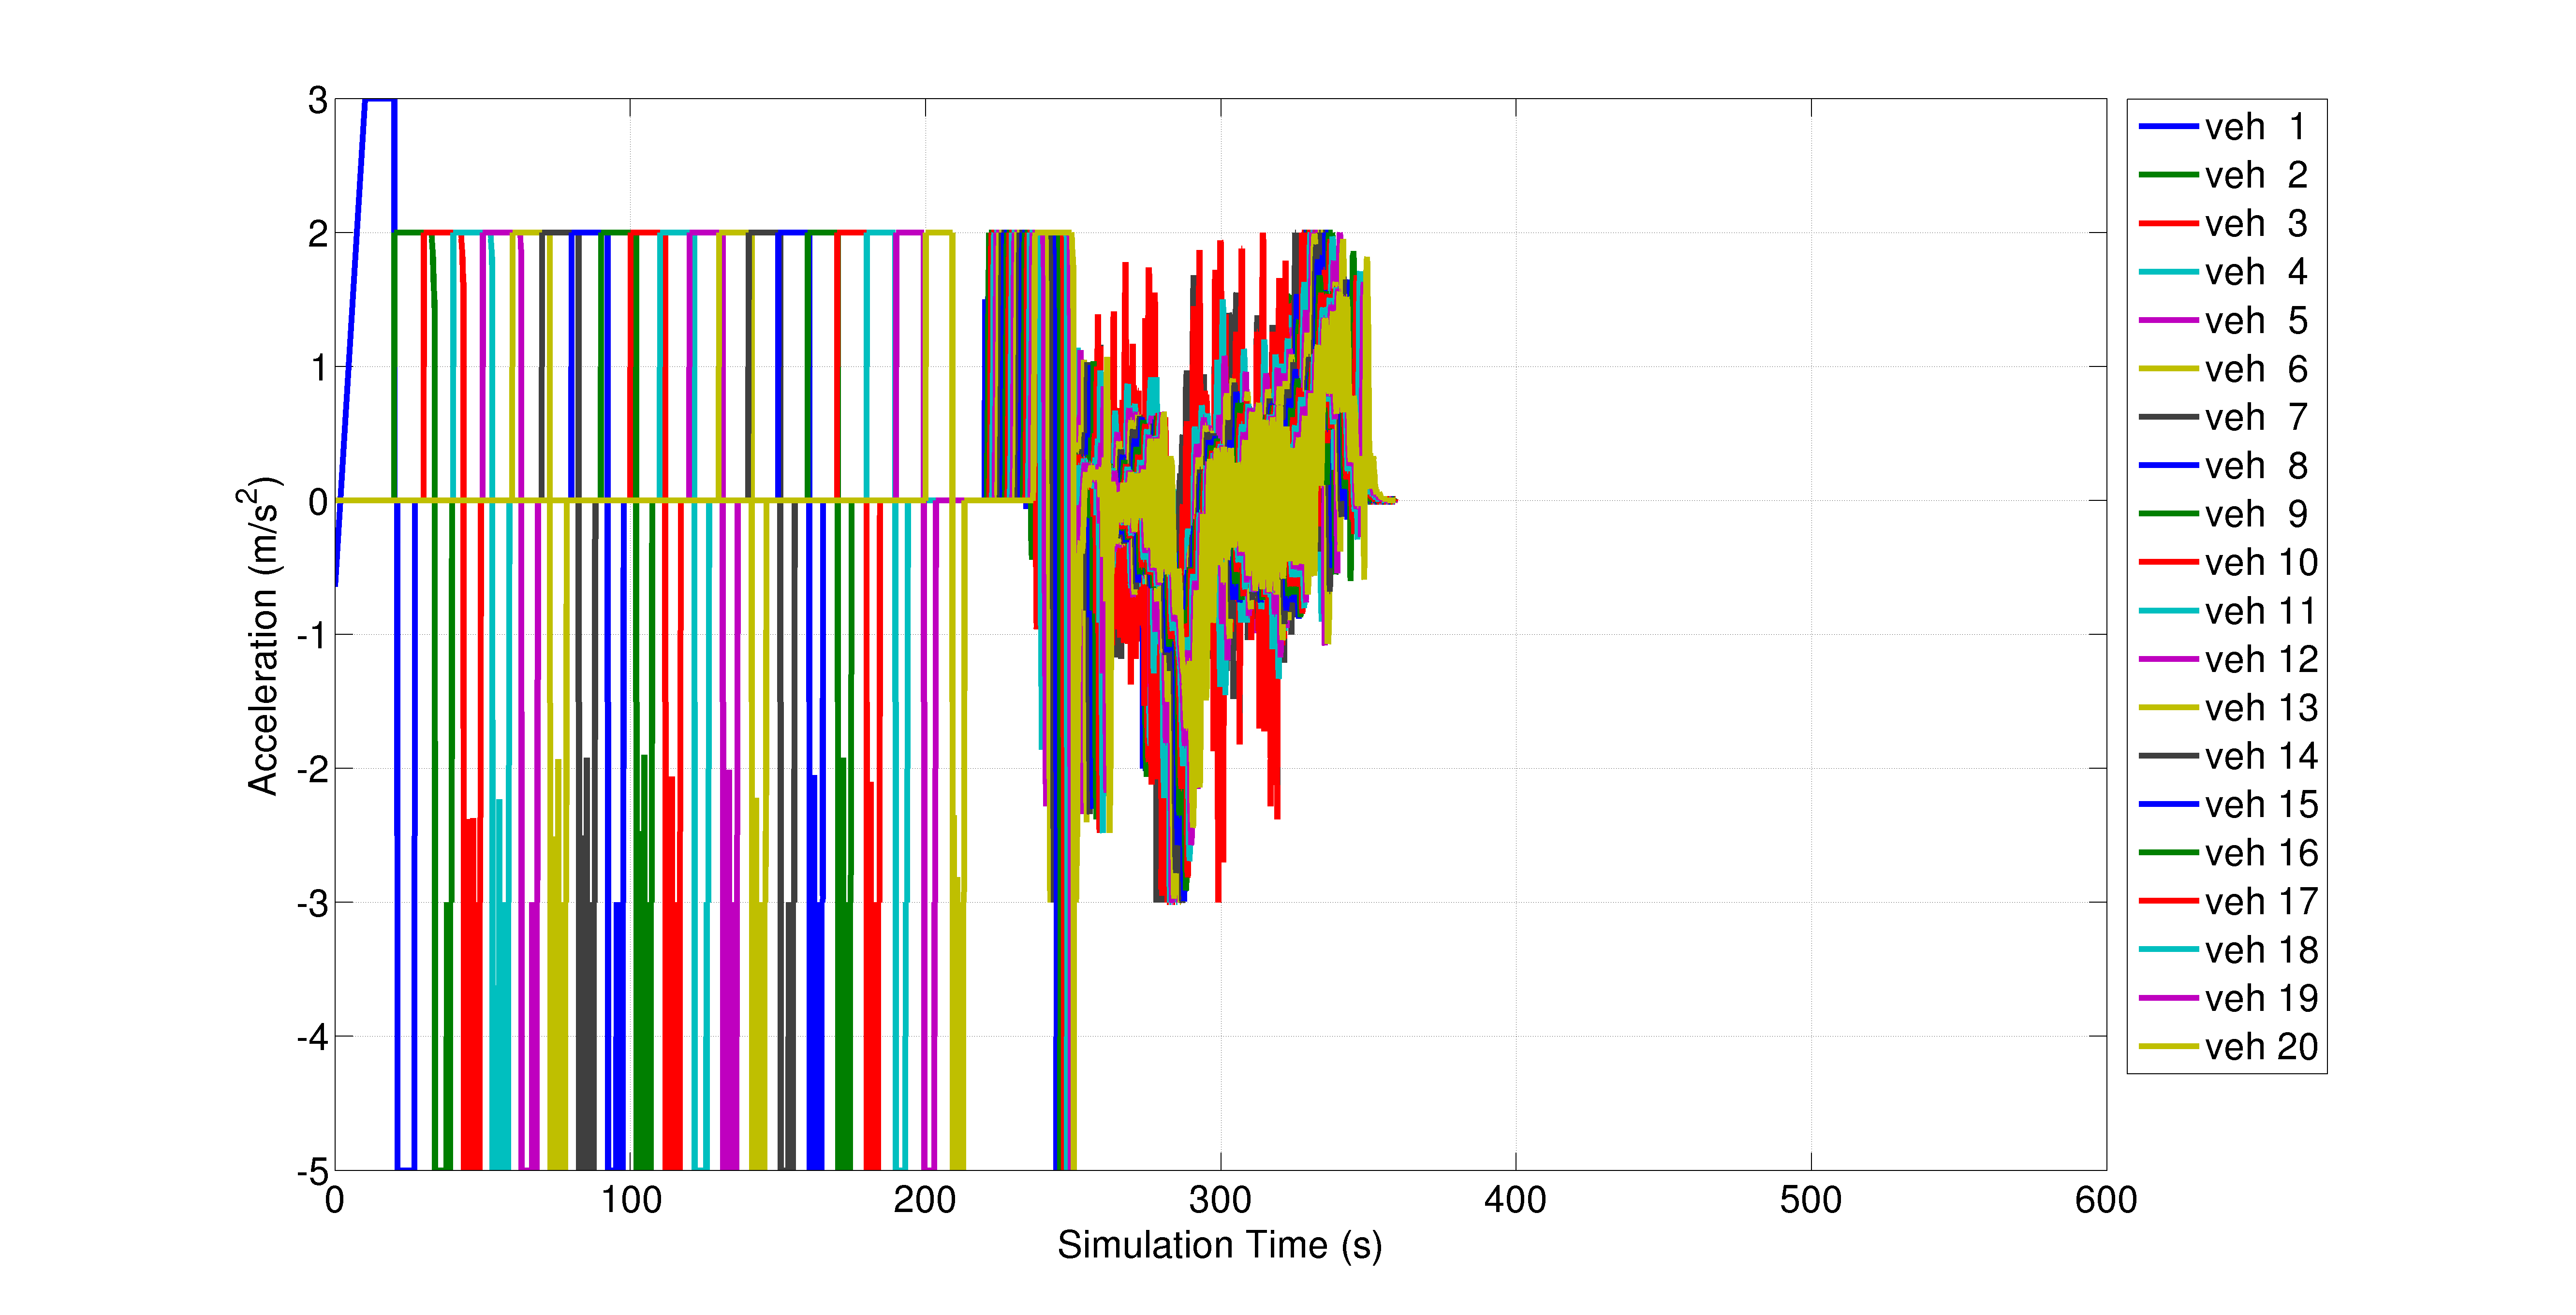 3
2
1
0
-1
-2
-3
-4
-5
0 100 200 300 400 500 600
Acceleration (m/s²)
Simulation Time (s)
veh 1
veh 2
veh 3
veh 4
veh 5
veh 6
veh 7
veh 8
veh 9
veh 10
veh 11
veh 12
veh 13
veh 14
veh 15
veh 16
veh 17
veh 18
veh 19
veh 20